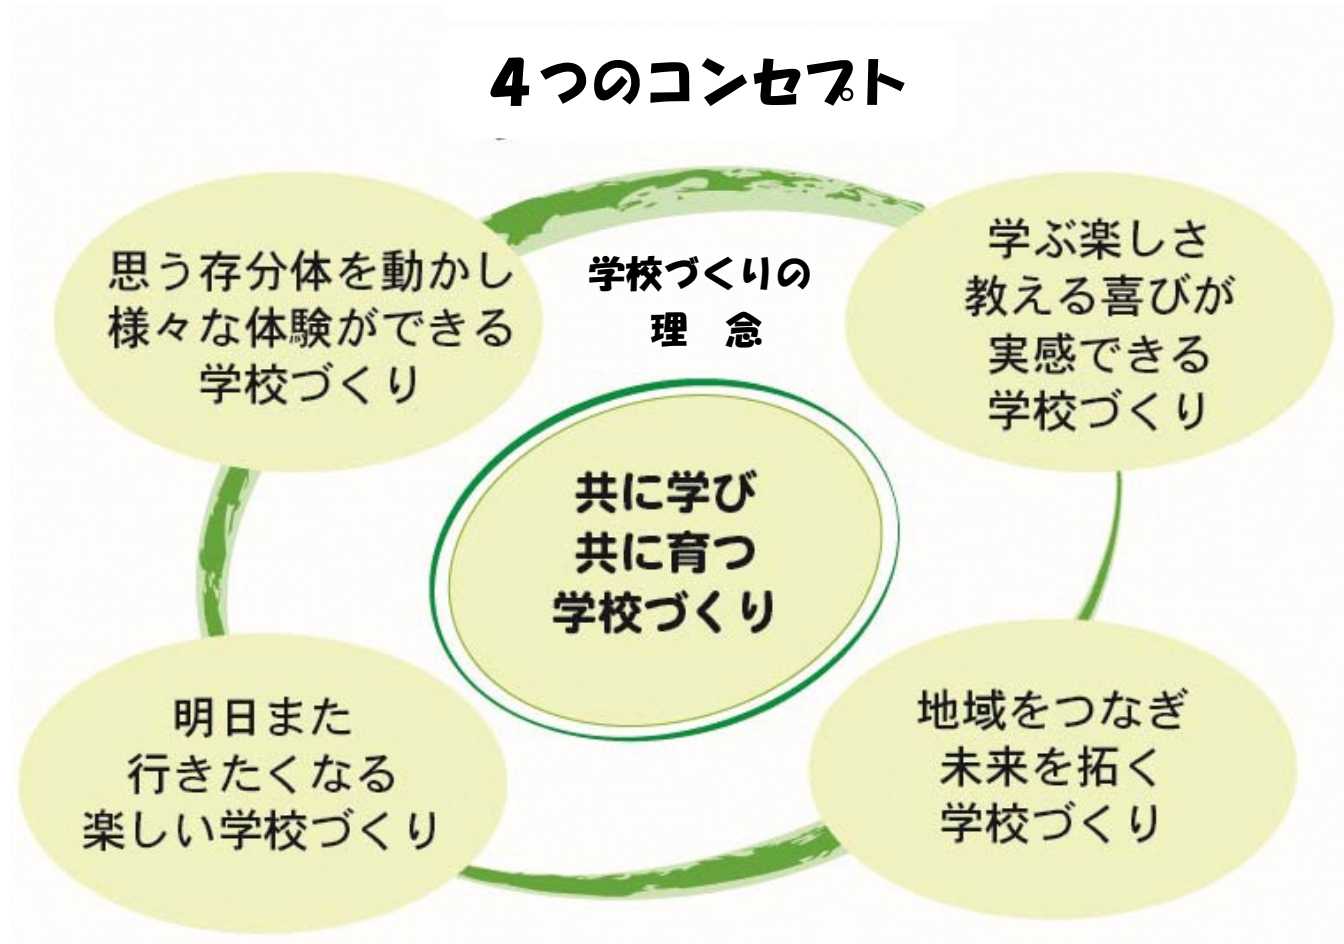 4つのコンセプト
思う存分体を動かし
様々な体験ができる
学校づくり
学校づくりの
理　念
学ぶ楽しさ
教える喜びが
実感できる
学校づくり
共に学び
共に育つ
学校づくり
明日また
行きたくなる
楽しい学校づくり
地域をつなぎ
未来を拓く
学校づくり